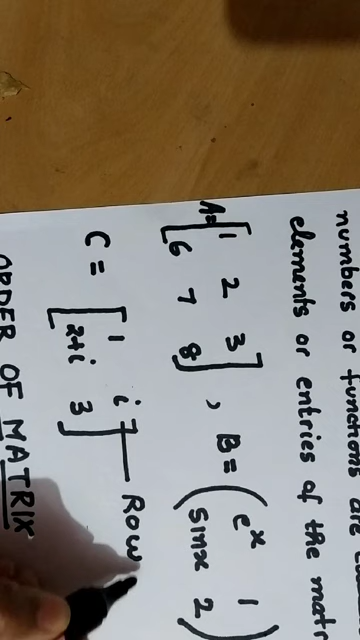 numbers or functions are
elements or entries of the matr
A= [1 2 3
6 7 8] , B = (e^x 1
sinx 2)
C = [1 i
2+i 3] — Row
ORDER OF MATRIX